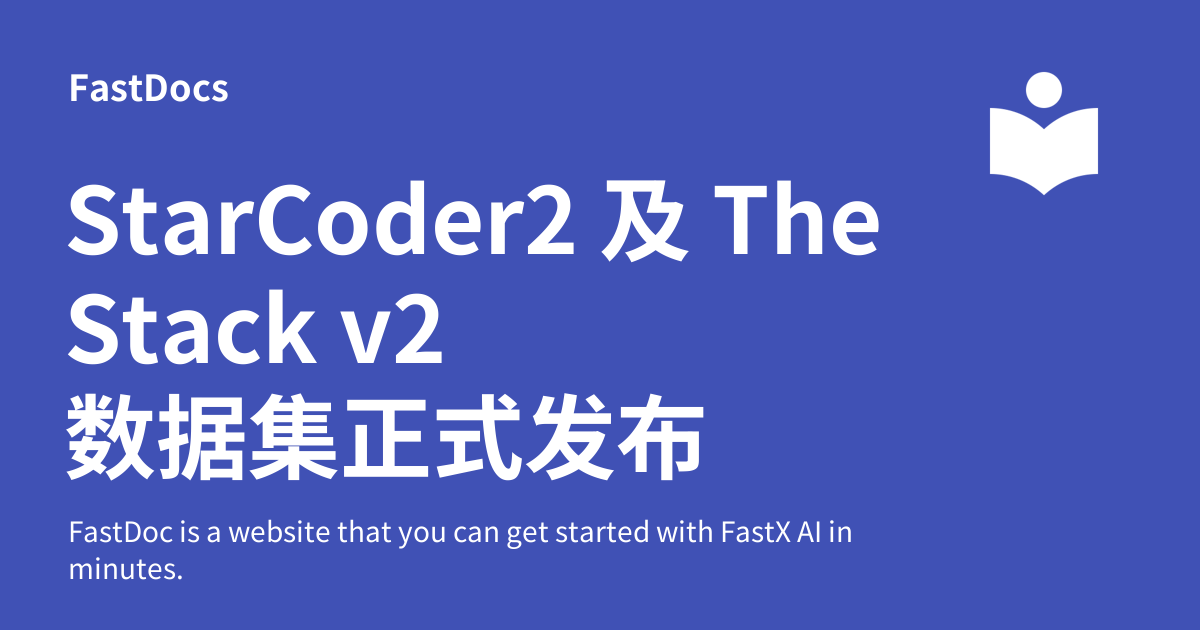 FastDocs
StarCoder2 及 The
Stack v2
数据集正式发布
FastDoc is a website that you can get started with FastX AI in
minutes.